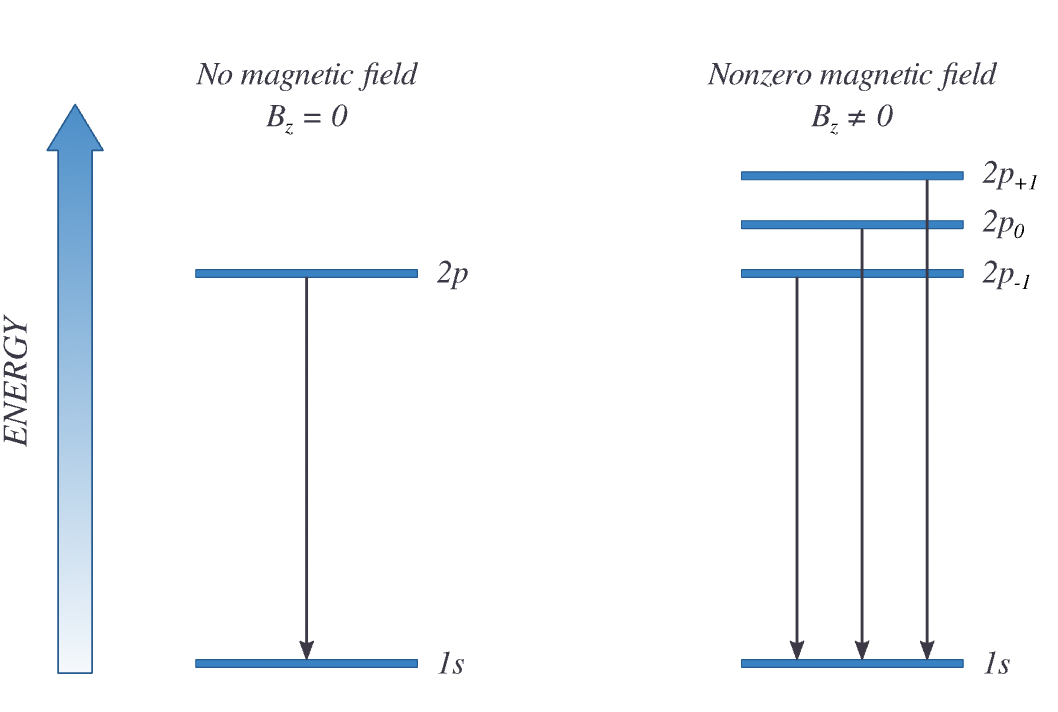 No magnetic field
B_z = 0
2p
1s
ENERGY
Nonzero magnetic field
B_z ≠ 0
2p_{+1}
2p_0
2p_{-1}
1s